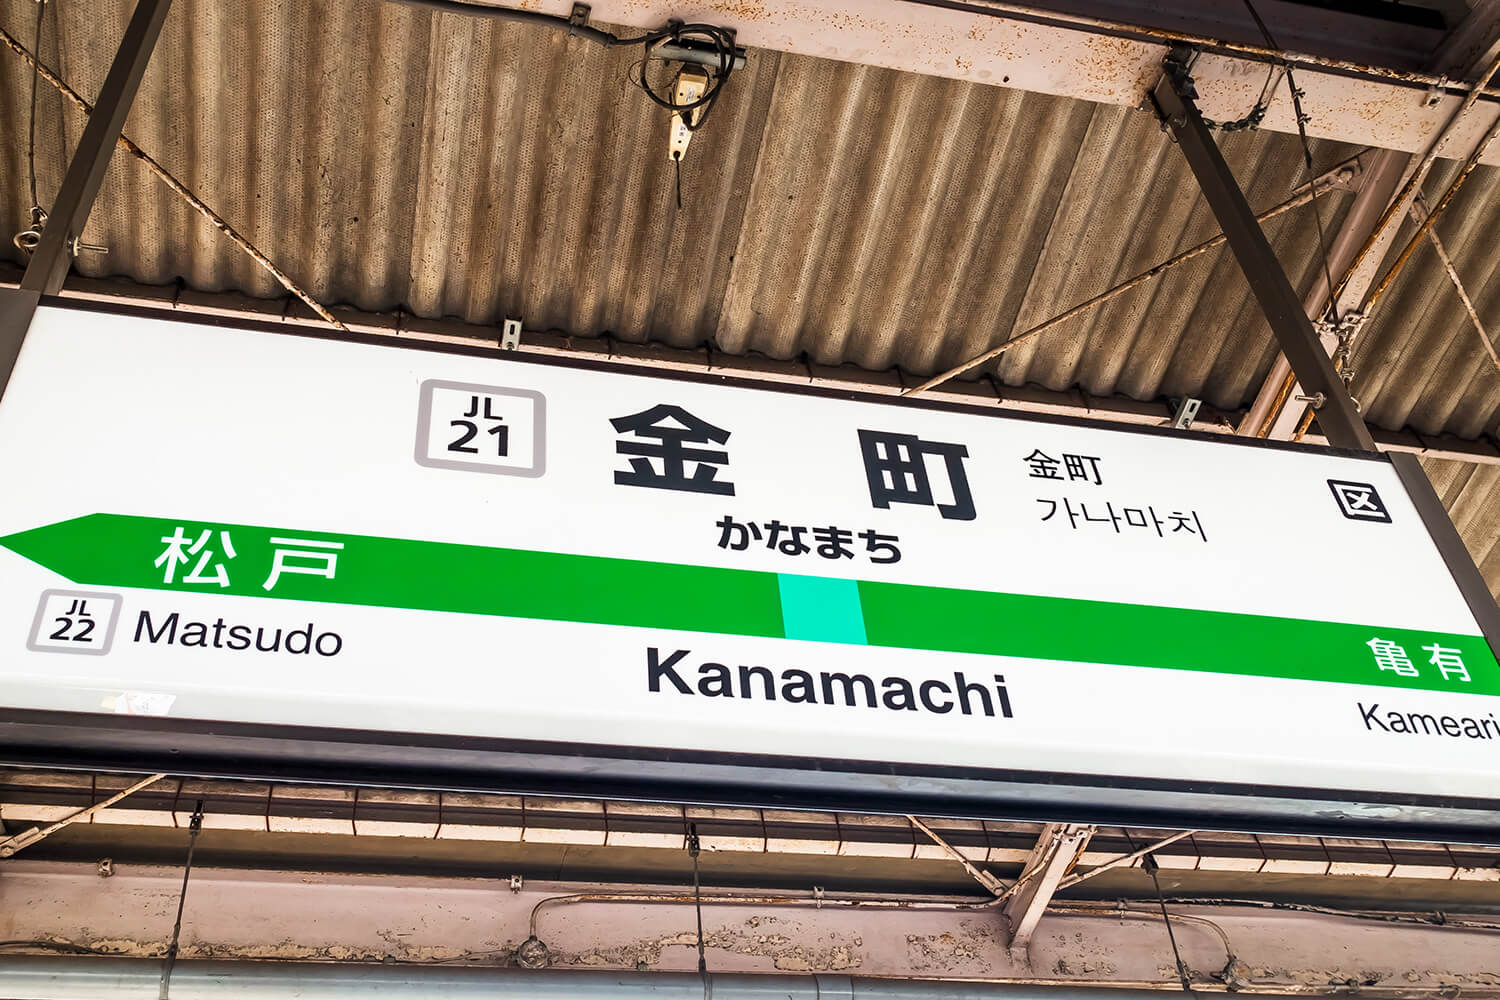 JL
21
金町
金町
가나마치
区
かなまち
松戸
亀有
JL
22
Matsudo
Kanamachi
Kameari